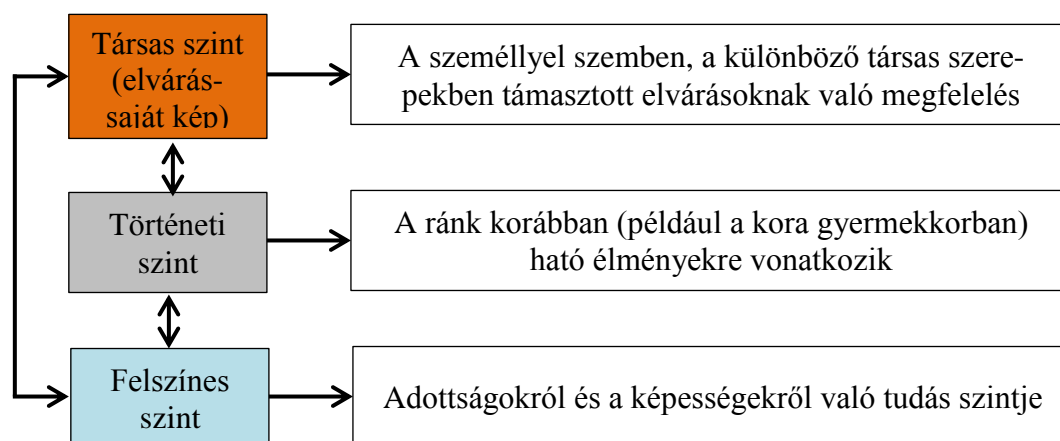 Társas szint
(elvárás-
saját kép)
A személlyel szemben, a különböző társas szere-
pekben támasztott elvárásoknak való megfelelés
Történeti
szint
A ránk korábban (például a kora gyermekkorban)
ható élményekre vonatkozik
Felszínes
szint
Adottságokról és a képességekről való tudás szintje